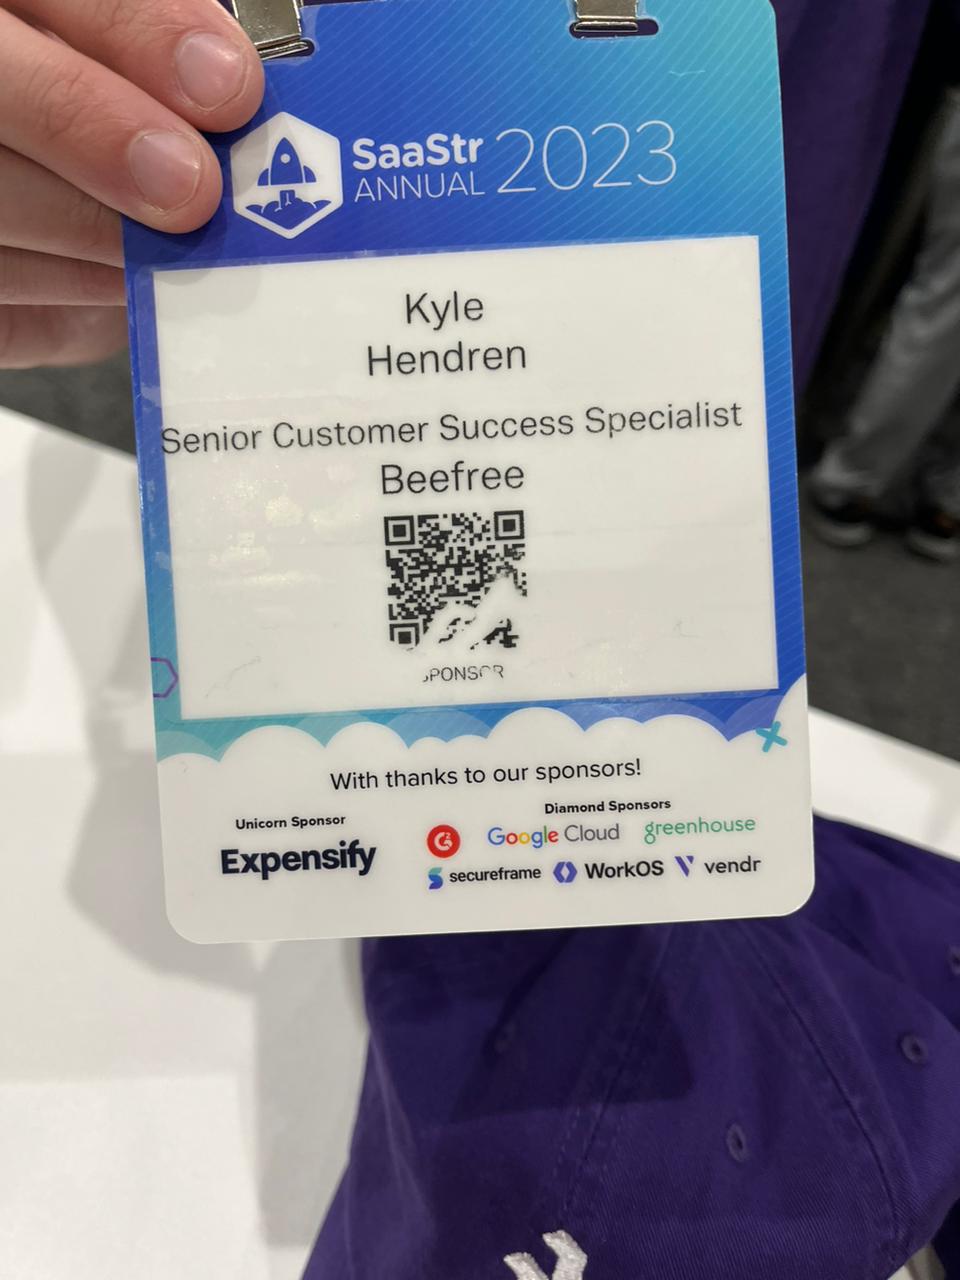 SaaStr
ANNUAL 2023
Kyle
Hendren
Senior Customer Success Specialist
Beefree
SPONSOR
With thanks to our sponsors!
Unicorn Sponsor
Expensify
Diamond Sponsors
G2 Google Cloud greenhouse
secureframe WorkOS vendr